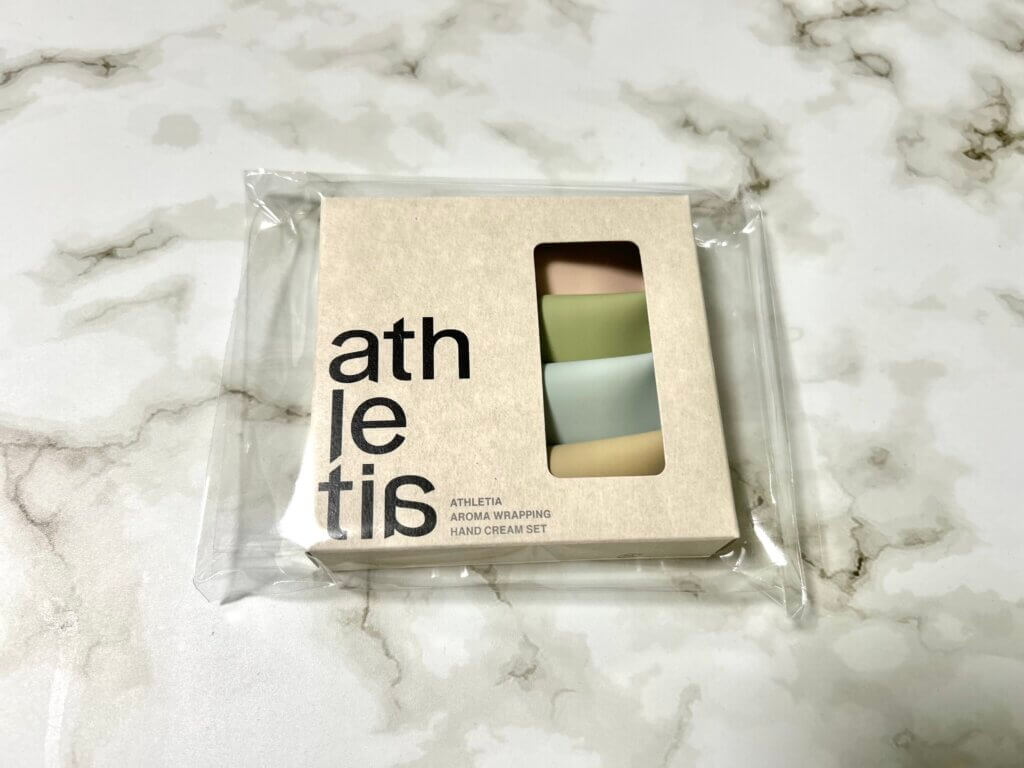 ath
le
tia
ATHLETIA
AROMA WRAPPING
HAND CREAM SET